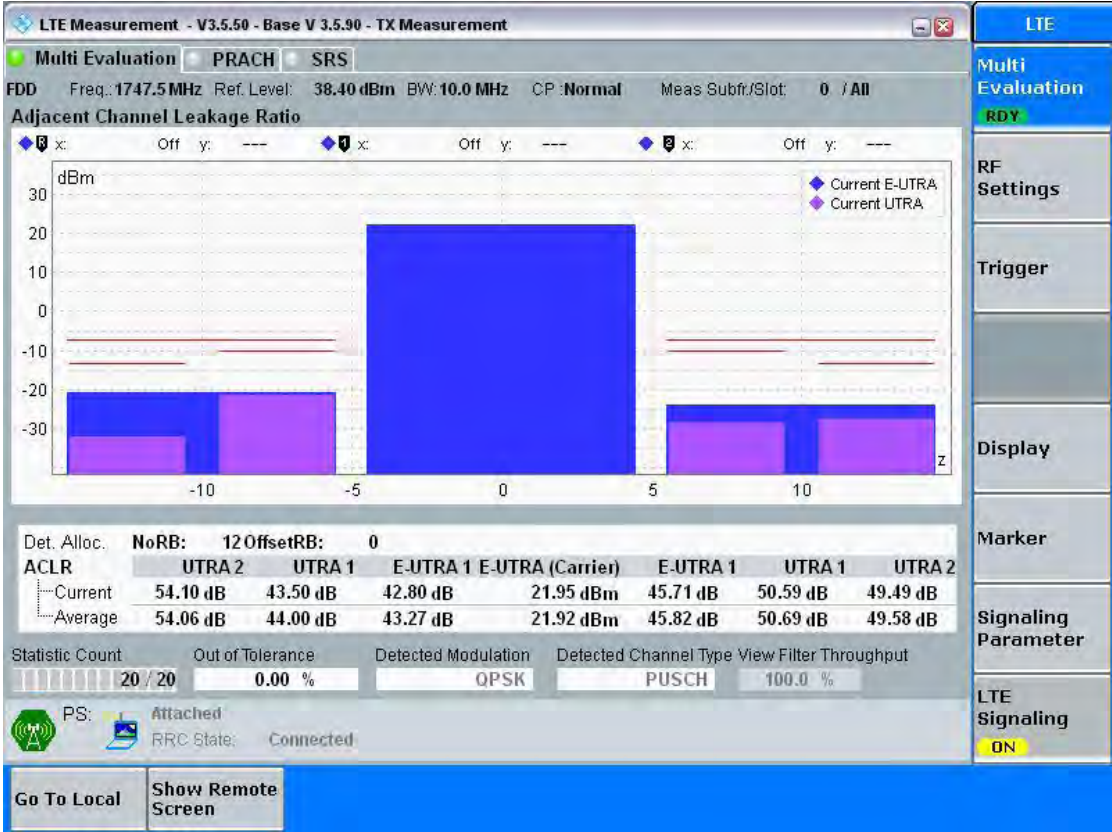 LTE Measurement - V3.5.50 - Base V 3.5.90 - TX Measurement
LTE
Multi Evaluation PRACH SRS
Multi
Evaluation
RDY
FDD Freq.: 1747.5 MHz Ref. Level: 38.40 dBm BW: 10.0 MHz CP : Normal Meas Subfr./Slot: 0 / All
Adjacent Channel Leakage Ratio
R x: Off y: --- 1 x: Off y: --- 2 x: Off y: ---
dBm
Current E-UTRA
Current UTRA
30
20
10
0
-10
-20
-30
z
-10 -5 0 5 10
RF
Settings
Trigger
Display
Marker
Signaling
Parameter
LTE
Signaling
ON
Det. Alloc. NoRB: 12 OffsetRB: 0
ACLR UTRA 2 UTRA 1 E-UTRA 1 E-UTRA (Carrier) E-UTRA 1 UTRA 1 UTRA 2
Current 54.10 dB 43.50 dB 42.80 dB 21.95 dBm 45.71 dB 50.59 dB 49.49 dB
Average 54.06 dB 44.00 dB 43.27 dB 21.92 dBm 45.82 dB 50.69 dB 49.58 dB
Statistic Count Out of Tolerance Detected Modulation Detected Channel Type View Filter Throughput
20 / 20 0.00 % QPSK PUSCH 100.0 %
PS: Attached
RRC State: Connected
Go To Local
Show Remote
Screen